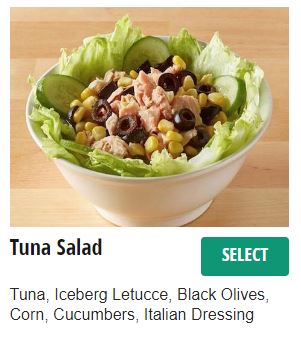 Tuna Salad
SELECT
Tuna, Iceberg Letucce, Black Olives,
Corn, Cucumbers, Italian Dressing